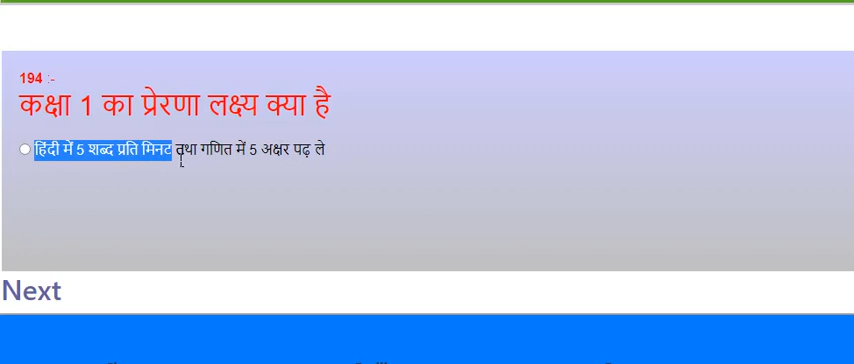 194 :-
कक्षा 1 का प्रेरणा लक्ष्य क्या है
हिंदी में 5 शब्द प्रति मिनट तथा गणित में 5 अक्षर पढ़ ले
Next